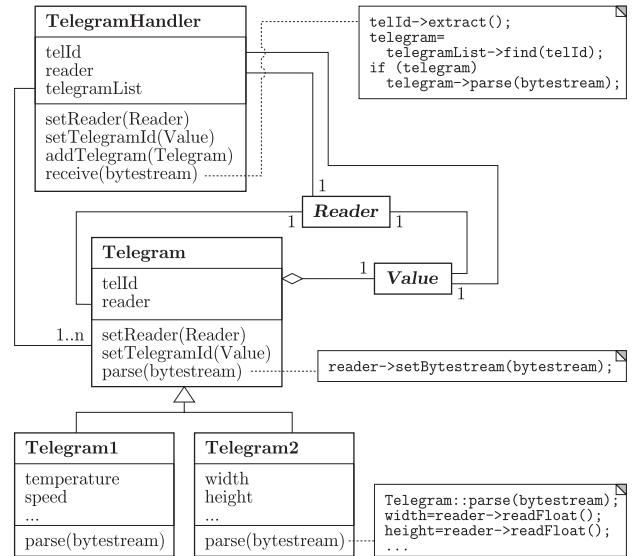 TelegramHandler
telId
reader
telegramList
setReader(Reader)
setTelegramId(Value)
addTelegram(Telegram)
receive(bytestream)
telId->extract();
telegram=
telegramList->find(telId);
if (telegram)
telegram->parse(bytestream);
1
1
Reader
1
Telegram
telId
reader
setReader(Reader)
setTelegramId(Value)
parse(bytestream)
1
Value
1
1..n
reader->setBytestream(bytestream);
Telegram1
temperature
speed
...
parse(bytestream)
Telegram2
width
height
...
parse(bytestream)
Telegram::parse(bytestream);
width=reader->readFloat();
height=reader->readFloat();
...